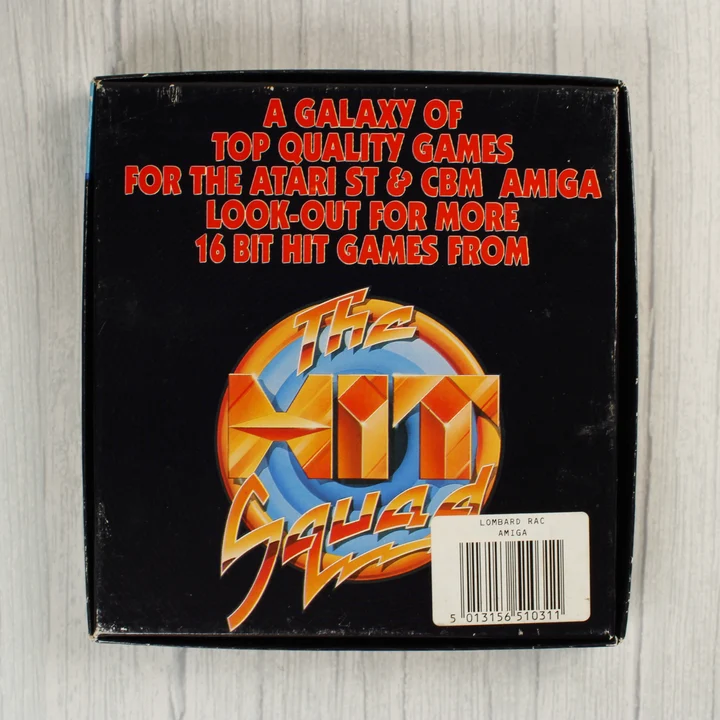 A GALAXY OF
TOP QUALITY GAMES
FOR THE ATARI ST & CBM AMIGA
LOOK-OUT FOR MORE
16 BIT HIT GAMES FROM
The
HIT
Squad
LOMBARD RAC
AMIGA
5 013156 510311